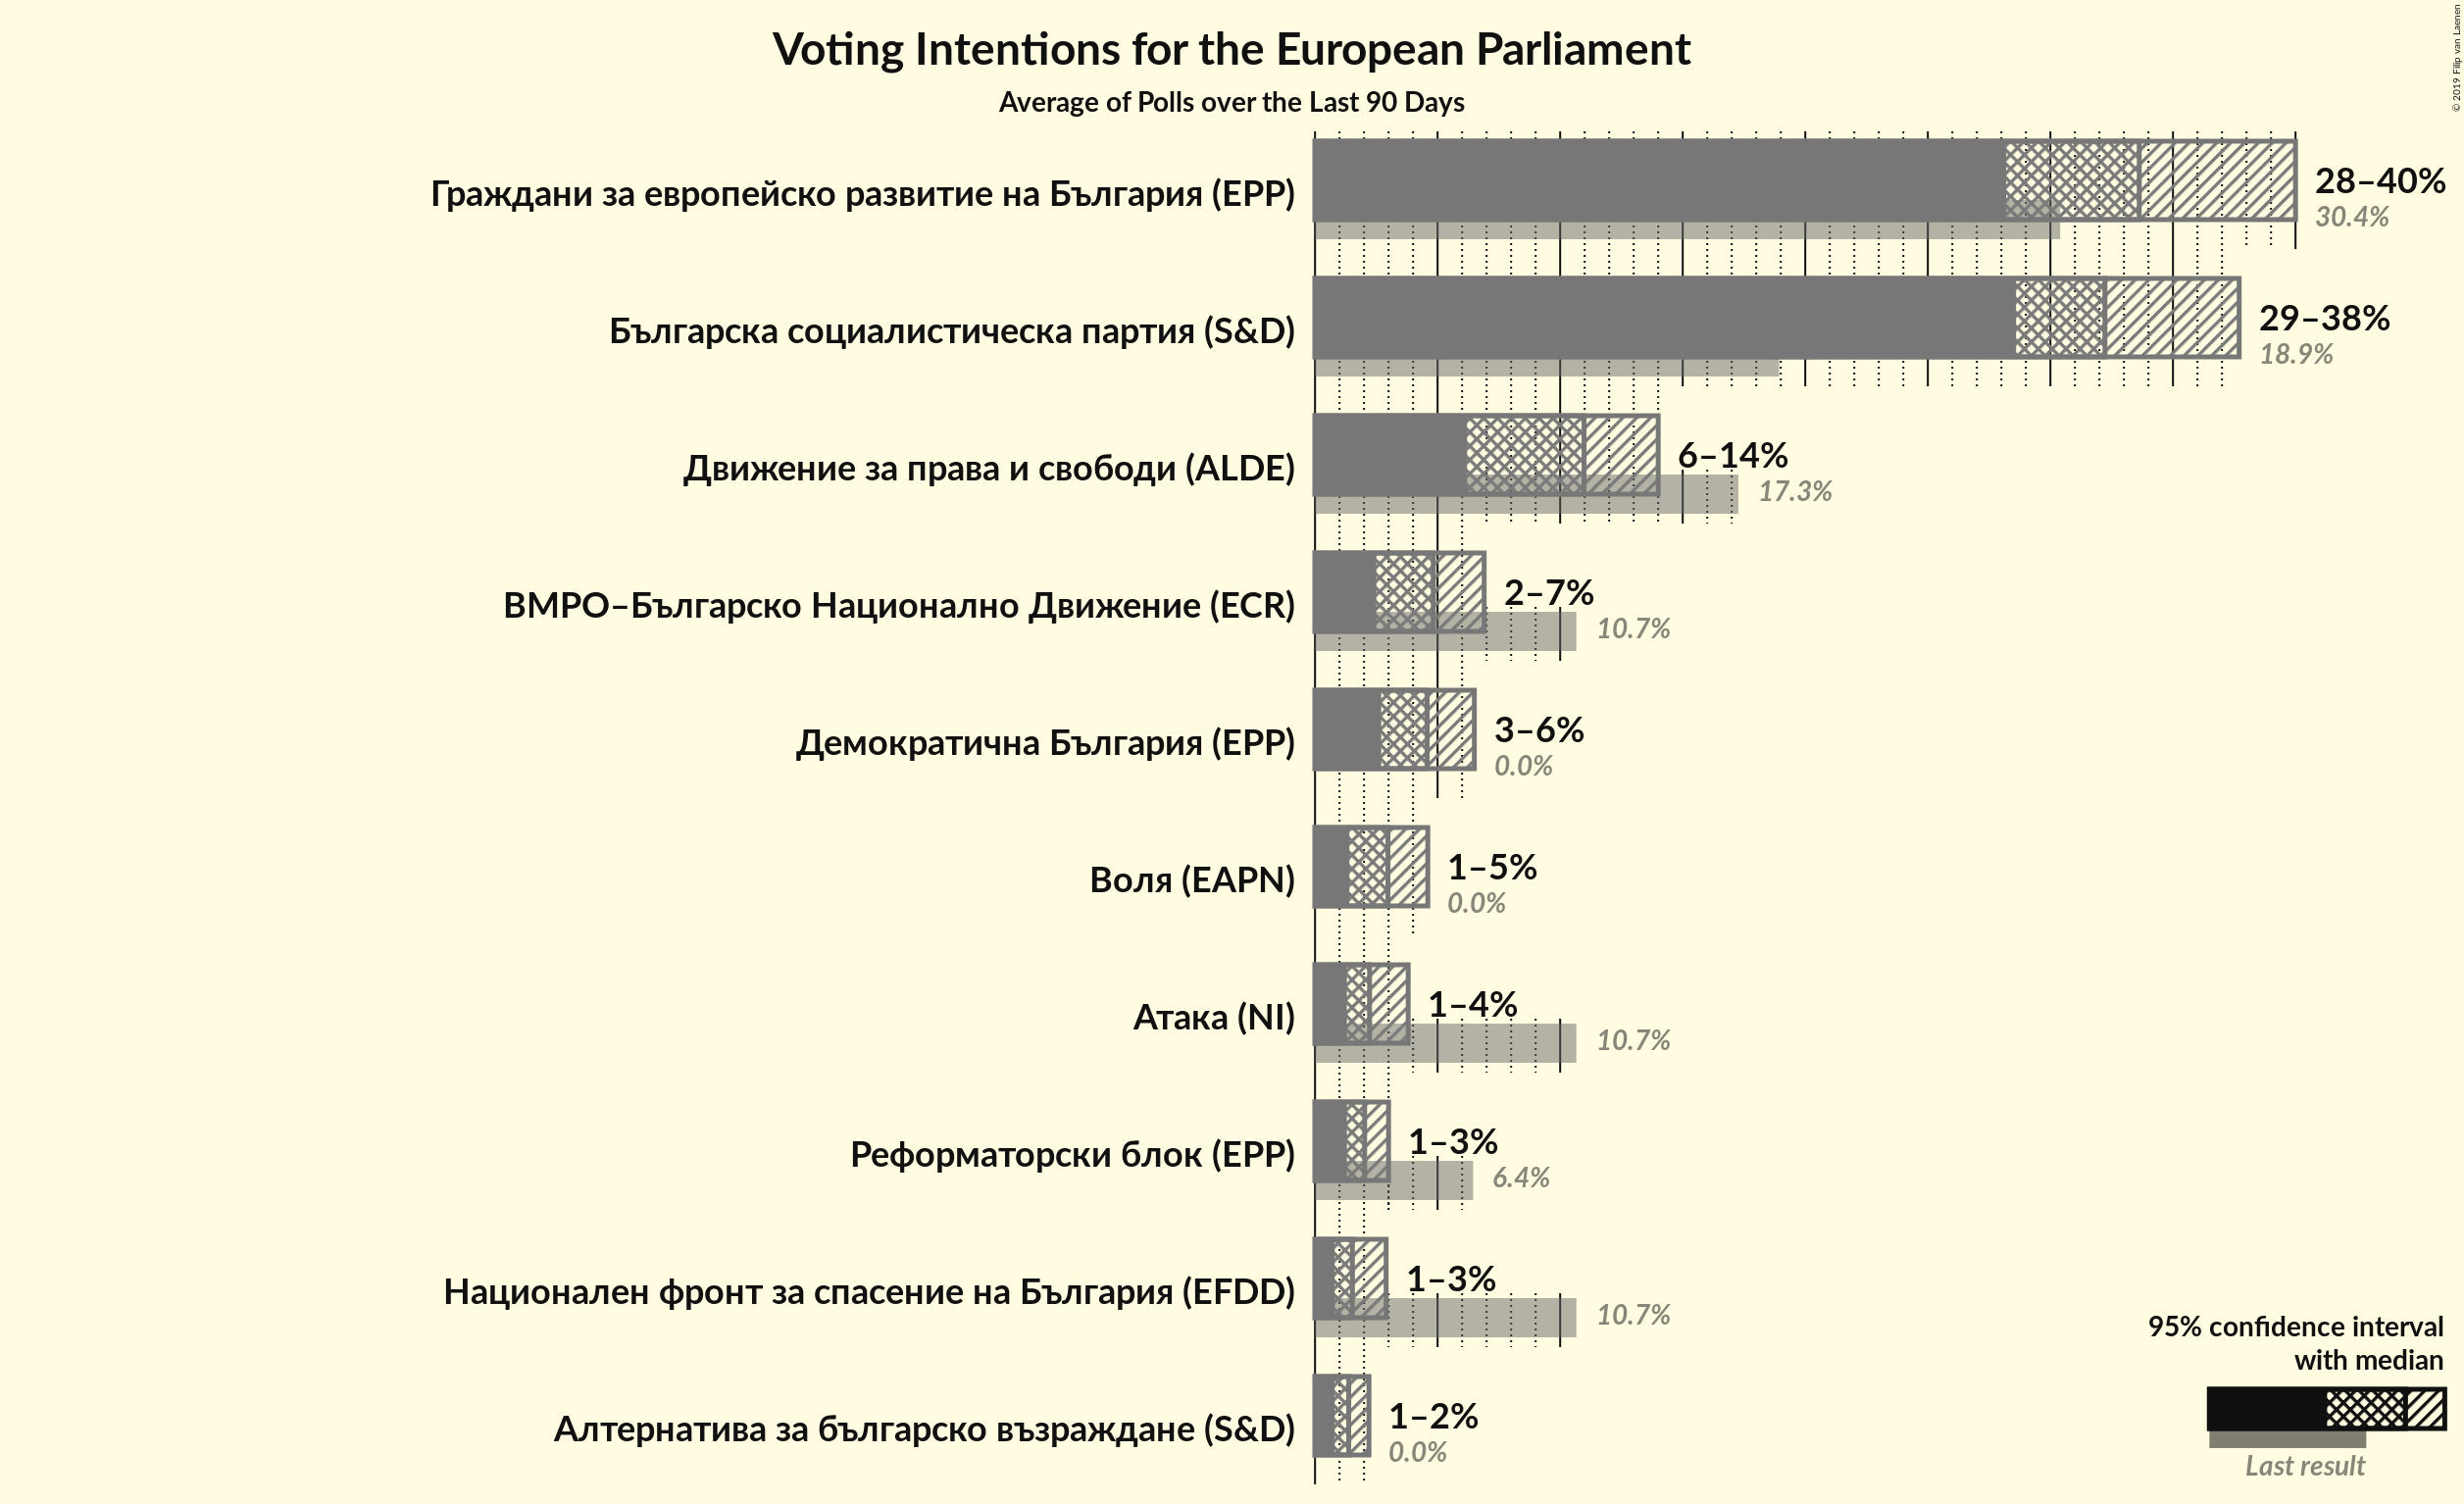 Voting Intentions for the European Parliament
Average of Polls over the Last 90 Days
© 2019 Filip van Laenen
Граждани за европейско развитие на България (EPP)
28–40%
30.4%
Българска социалистическа партия (S&D)
29–38%
18.9%
Движение за права и свободи (ALDE)
6–14%
17.3%
ВМРО–Българско Национално Движение (ECR)
2–7%
10.7%
Демократична България (EPP)
3–6%
0.0%
Воля (EAPN)
1–5%
0.0%
Атака (NI)
1–4%
10.7%
Реформаторски блок (EPP)
1–3%
6.4%
Национален фронт за спасение на България (EFDD)
1–3%
10.7%
Алтернатива за българско възраждане (S&D)
1–2%
0.0%
95% confidence interval
with median
Last result